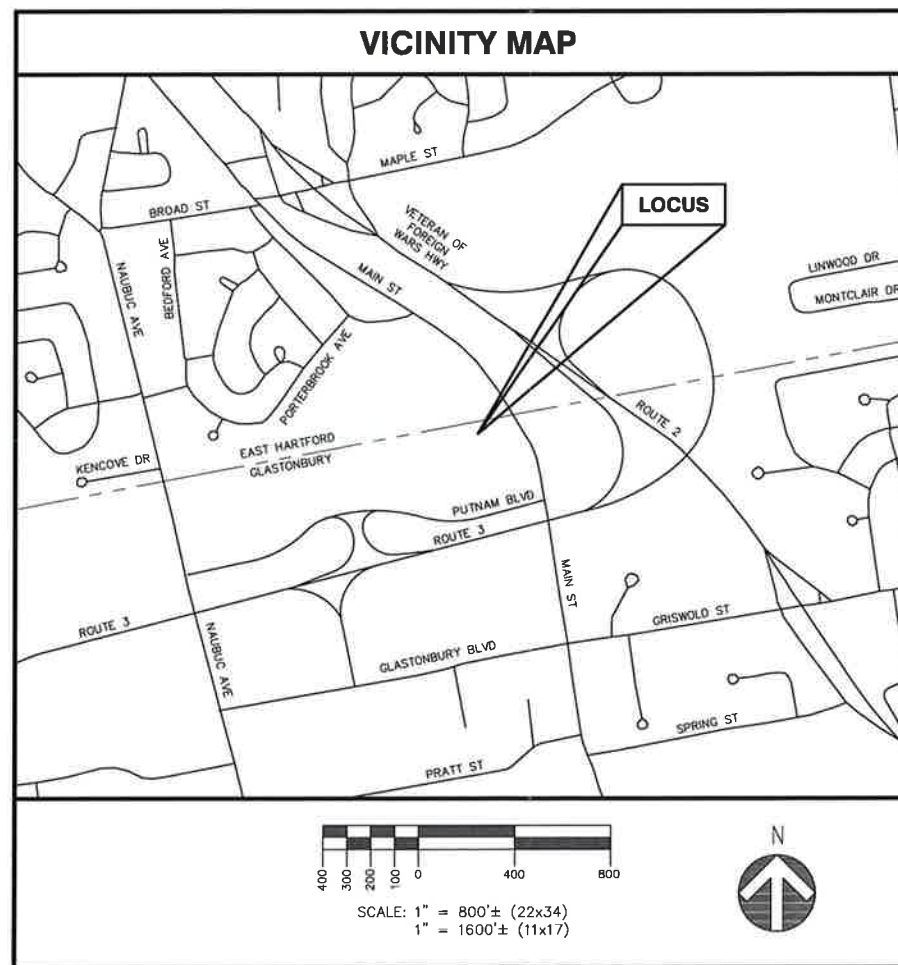 VICINITY MAP
MAPLE ST
BROAD ST
LOCUS
VETERAN OF
FOREIGN
WARS HWY
NAUBUC AVE
BEDFORD AVE
MAIN ST
LINWOOD DR
MONTCLAIR DR
PORTERBROOK AVE
ROUTE 2
EAST HARTFORD
GLASTONBURY
KENCOVE DR
PUTNAM BLVD
ROUTE 3
MAIN ST
GRISWOLD ST
ROUTE 3
NAUBUC AVE
GLASTONBURY BLVD
SPRING ST
PRATT ST
400 300 200 100 0 400 800
N
SCALE: 1" = 800'± (22x34)
1" = 1600'± (11x17)